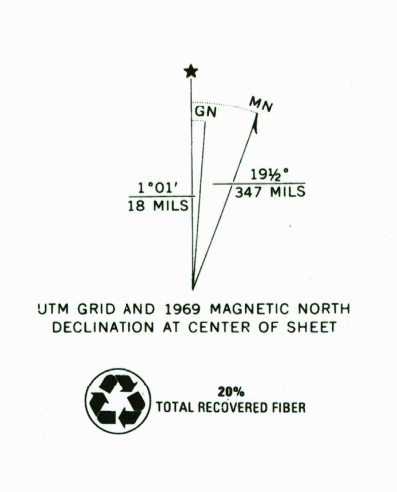 ★
GN
MN
1°01'
18 MILS
19½°
347 MILS
UTM GRID AND 1969 MAGNETIC NORTH
DECLINATION AT CENTER OF SHEET
20%
TOTAL RECOVERED FIBER